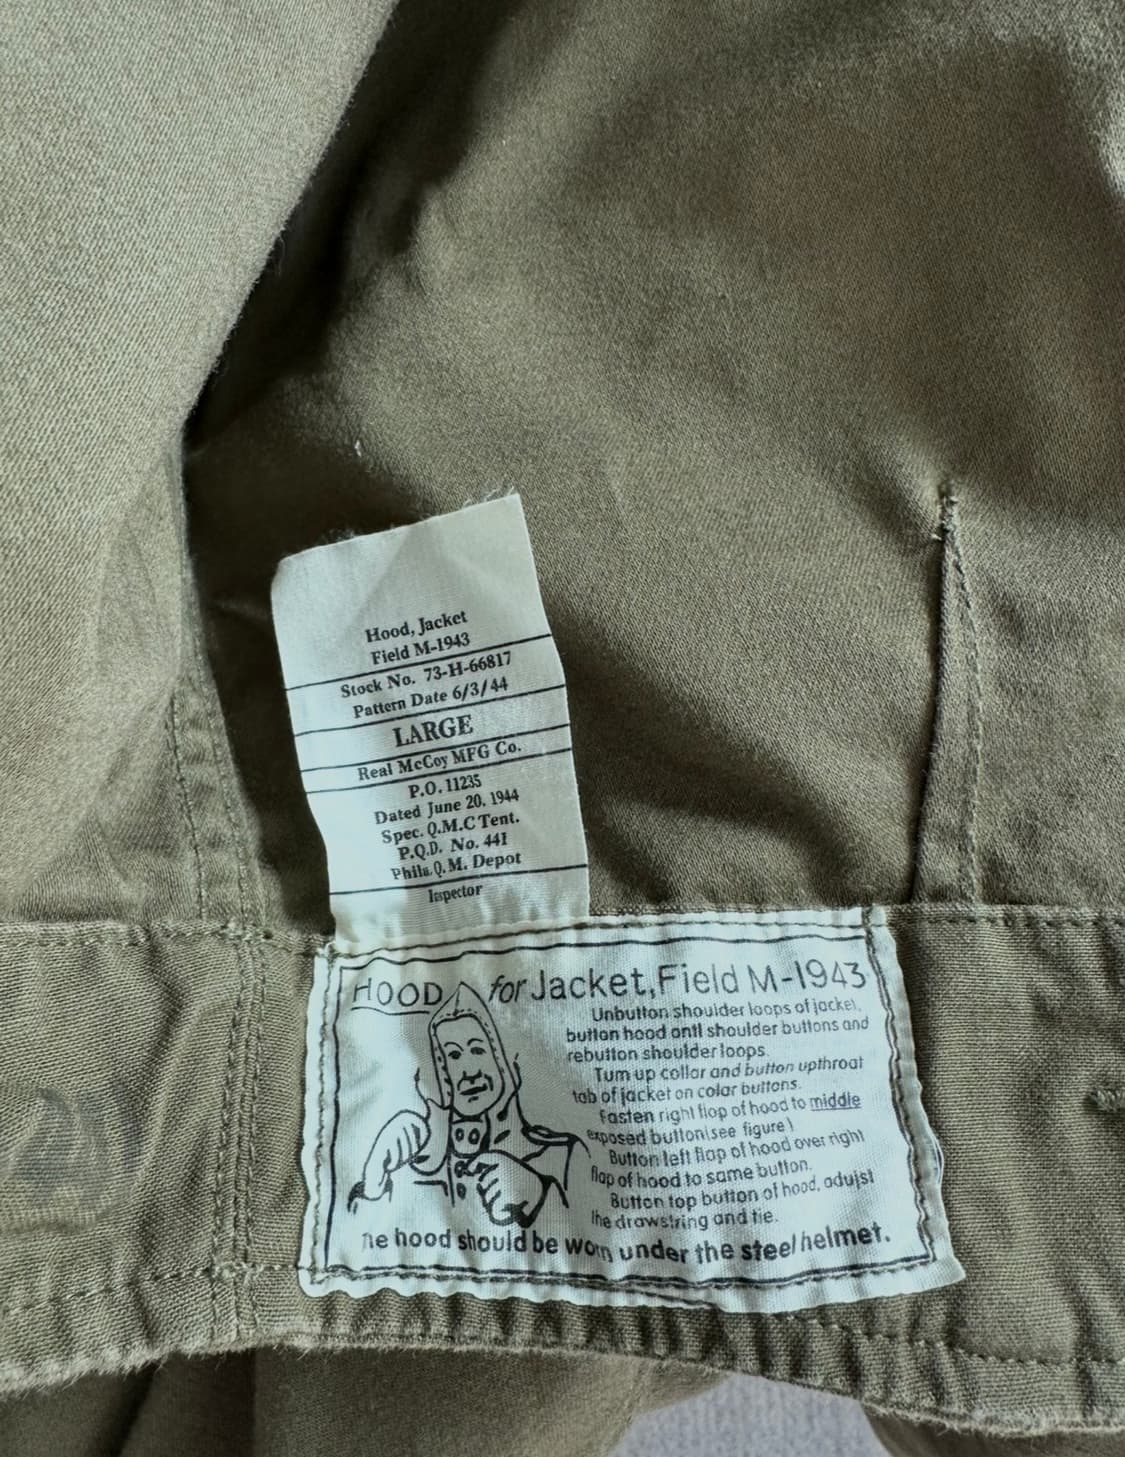 Hood, Jacket
Field M-1943
Stock No. 73-H-66817
Pattern Date 6/3/44
LARGE
Real McCoy MFG Co.
P.O. 11235
Dated June 20, 1944
Spec. Q.M.C Tent.
P.Q.D. No. 441
Phila. Q.M. Depot
Inspector
HOOD for Jacket, Field M-1943
Unbutton shoulder loops of jacket,
button hood antl shoulder buttons and
rebutton shoulder loops.
Turn up collar and button upthroat
tab of jacket on colar buttons.
Fasten right flop of hood to middle
exposed button(see figure)
Button left flap of hood over right
flap of hood to same button.
Button top button of hood, adujst
the drawstring and tie.
he hood should be worn under the steel helmet.